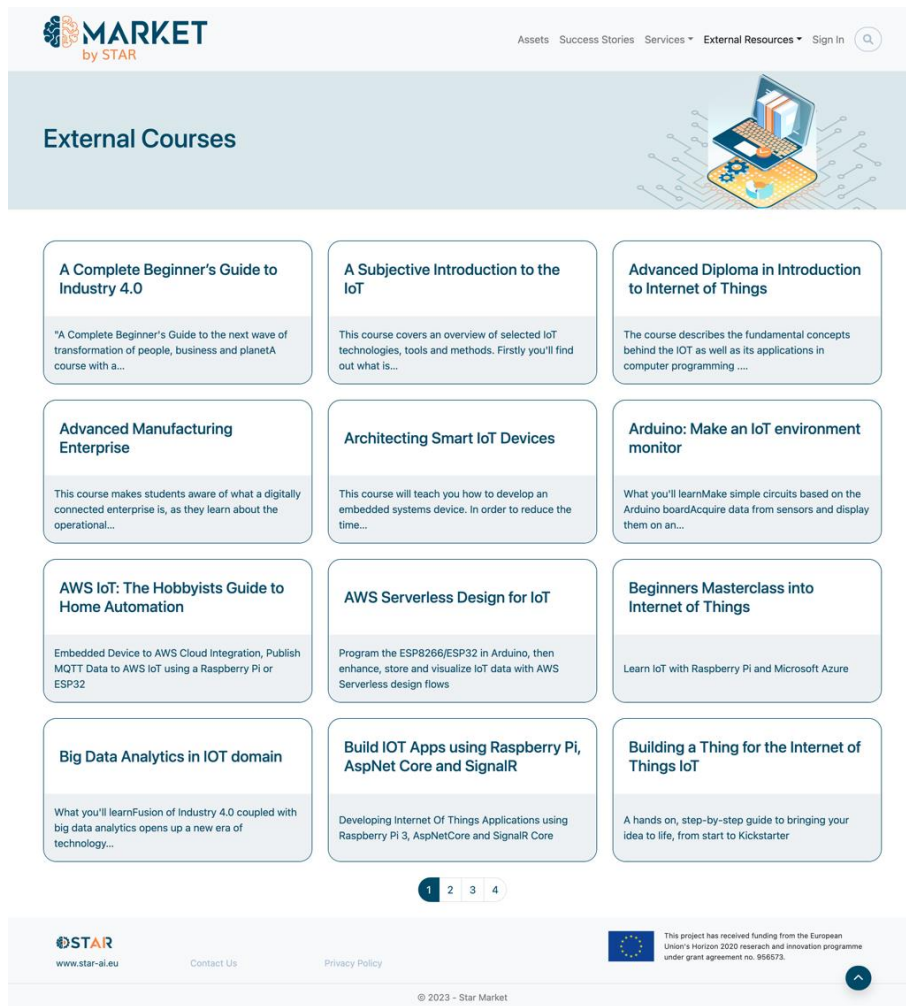 MARKET
by STAR
Assets Success Stories Services External Resources Sign In
External Courses
A Complete Beginner's Guide to
Industry 4.0
"A Complete Beginner's Guide to the next wave of
transformation of people, business and planetA
course with a...
A Subjective Introduction to the
IoT
This course covers an overview of selected IoT
technologies, tools and methods. Firstly you'll find
out what is...
Advanced Diploma in Introduction
to Internet of Things
The course describes the fundamental concepts
behind the IOT as well as its applications in
computer programming ....
Advanced Manufacturing
Enterprise
This course makes students aware of what a digitally
connected enterprise is, as they learn about the
operational...
Architecting Smart IoT Devices
This course will teach you how to develop an
embedded systems device. In order to reduce the
time...
Arduino: Make an IoT environment
monitor
What you'll learnMake simple circuits based on the
Arduino boardAcquire data from sensors and display
them on an...
AWS IoT: The Hobbyists Guide to
Home Automation
Embedded Device to AWS Cloud Integration, Publish
MQTT Data to AWS IoT using a Raspberry Pi or
ESP32
AWS Serverless Design for IoT
Program the ESP8266/ESP32 in Arduino, then
enhance, store and visualize IoT data with AWS
Serverless design flows
Beginners Masterclass into
Internet of Things
Learn IoT with Raspberry Pi and Microsoft Azure
Big Data Analytics in IOT domain
What you'll learnFusion of Industry 4.0 coupled with
big data analytics opens up a new era of
technology...
Build IOT Apps using Raspberry Pi,
AspNet Core and SignalR
Developing Internet Of Things Applications using
Raspberry Pi 3, AspNetCore and SignalR Core
Building a Thing for the Internet of
Things IoT
A hands on, step-by-step guide to bringing your
idea to life, from start to Kickstarter
1 2 3 4
STAR
www.star-ai.eu
Contact Us
Privacy Policy
This project has received funding from the European
Union's Horizon 2020 reserach and innovation programme
under grant agreement no. 956573.
© 2023 - Star Market